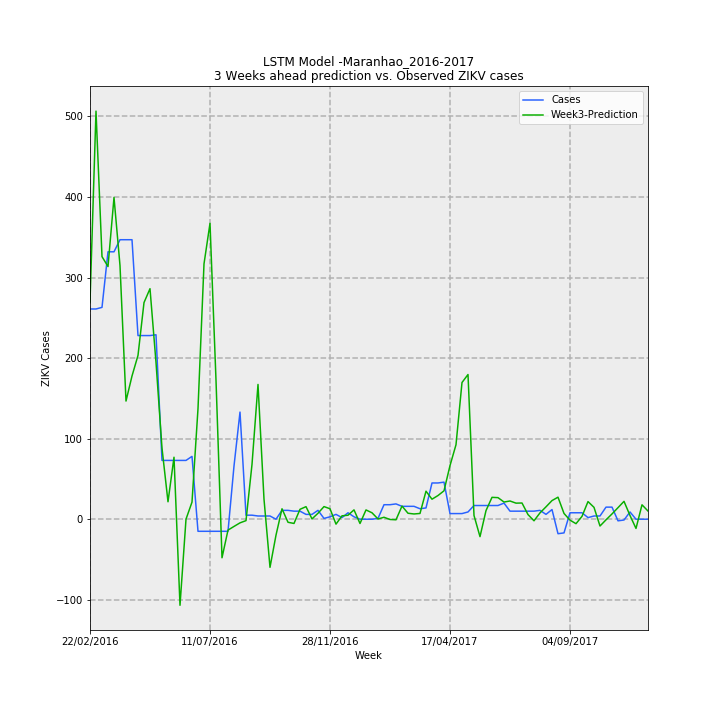 LSTM Model -Maranhao_2016-2017
3 Weeks ahead prediction vs. Observed ZIKV cases
Cases
Week3-Prediction
ZIKV Cases
500
400
300
200
100
0
−100
22/02/2016 11/07/2016 28/11/2016 17/04/2017 04/09/2017
Week